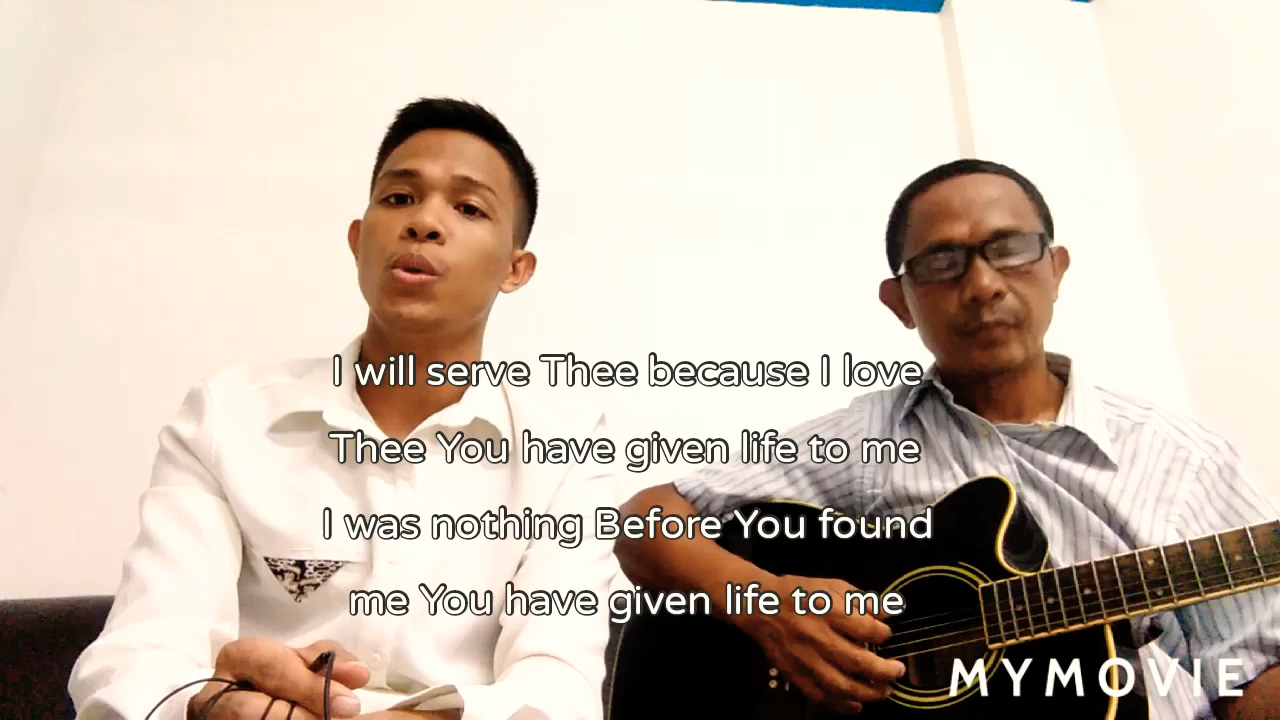 I will serve Thee because I love
Thee You have given life to me
I was nothing Before You found
me You have given life to me
MYMOVIE